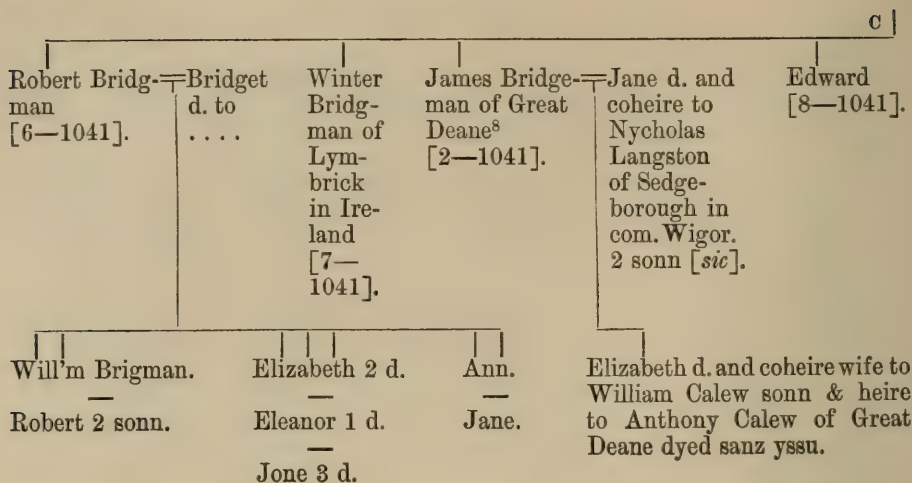 C
Robert Bridg-
man
[6—1041].
Bridget
d. to
. . . .
Winter
Bridg-
man of
Lym-
brick
in Ire-
land
[7—
1041].
James Bridge-
man of Great
Deane⁸
[2—1041].
Jane d. and
coheire to
Nycholas
Langston
of Sedge-
borough in
com. Wigor.
2 sonn [sic].
Edward
[8—1041].
Will'm Brigman.
—
Robert 2 sonn.
Elizabeth 2 d.
—
Eleanor 1 d.
—
Jone 3 d.
Ann.
—
Jane.
Elizabeth d. and coheire wife to
William Calew sonn & heire
to Anthony Calew of Great
Deane dyed sanz yssu.